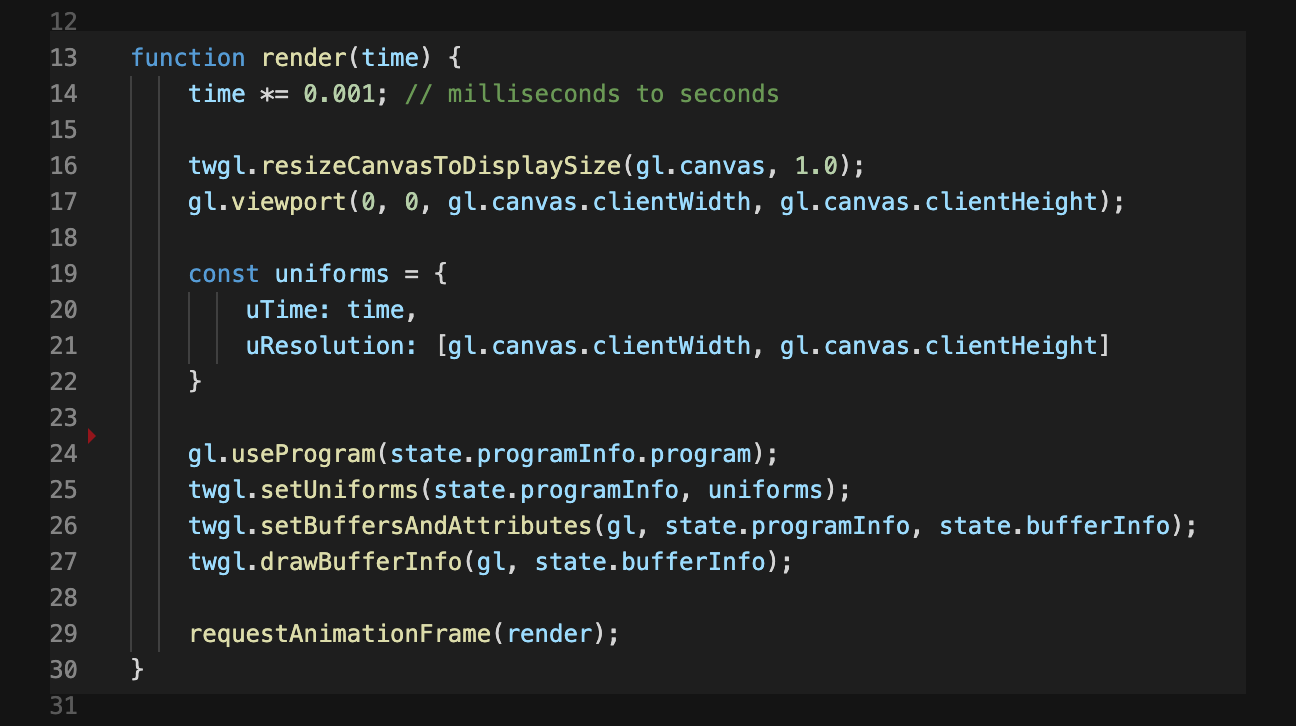 12
13 function render(time) {
14 time *= 0.001; // milliseconds to seconds
15
16 twgl.resizeCanvasToDisplaySize(gl.canvas, 1.0);
17 gl.viewport(0, 0, gl.canvas.clientWidth, gl.canvas.clientHeight);
18
19 const uniforms = {
20 uTime: time,
21 uResolution: [gl.canvas.clientWidth, gl.canvas.clientHeight]
22 }
23
24 gl.useProgram(state.programInfo.program);
25 twgl.setUniforms(state.programInfo, uniforms);
26 twgl.setBuffersAndAttributes(gl, state.programInfo, state.bufferInfo);
27 twgl.drawBufferInfo(gl, state.bufferInfo);
28
29 requestAnimationFrame(render);
30 }
31